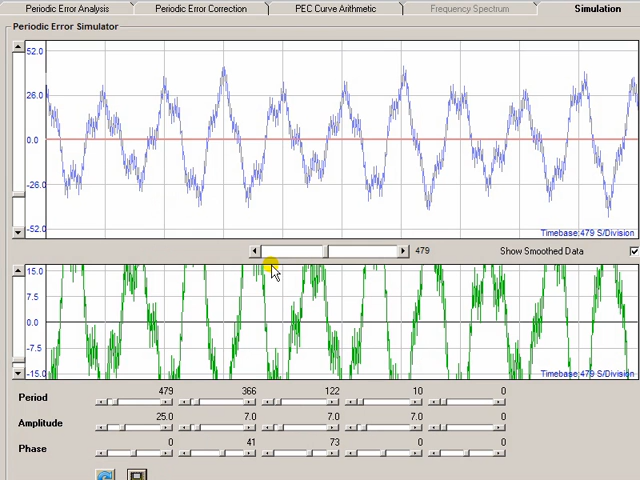 Periodic Error Analysis Periodic Error Correction PEC Curve Arithmetic Frequency Spectrum Simulation
Periodic Error Simulator
52.0
26.0
0.0
-26.0
-52.0
Timebase:479 S/Division
479 Show Smoothed Data
15.0
7.5
0.0
-7.5
-15.0
Timebase:479 S/Division
Period 479 366 122 10 0
Amplitude 25.0 7.0 7.0 0.0 0.0
Phase 0 41 73 0 0